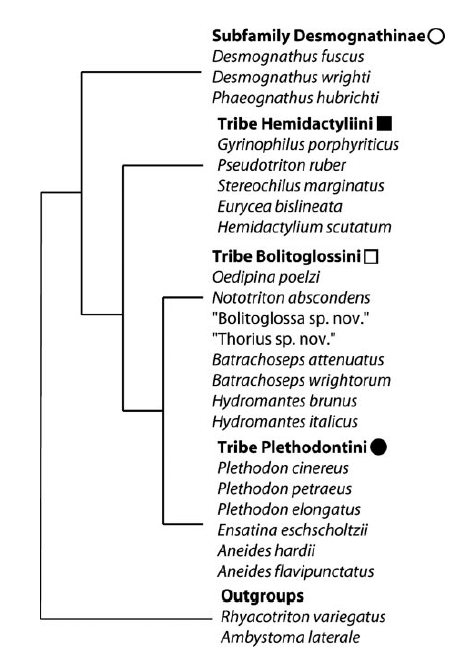 Subfamily Desmognathinae
Desmognathus fuscus
Desmognathus wrighti
Phaeognathus hubrichti
Tribe Hemidactyliini
Gyrinophilus porphyriticus
Pseudotriton ruber
Stereochilus marginatus
Eurycea bislineata
Hemidactylium scutatum
Tribe Bolitoglossini
Oedipina poelzi
Nototriton abscondens
"Bolitoglossa sp. nov."
"Thorius sp. nov."
Batrachoseps attenuatus
Batrachoseps wrightorum
Hydromantes brunus
Hydromantes italicus
Tribe Plethodontini
Plethodon cinereus
Plethodon petraeus
Plethodon elongatus
Ensatina eschscholtzii
Aneides hardii
Aneides flavipunctatus
Outgroups
Rhyacotriton variegatus
Ambystoma laterale